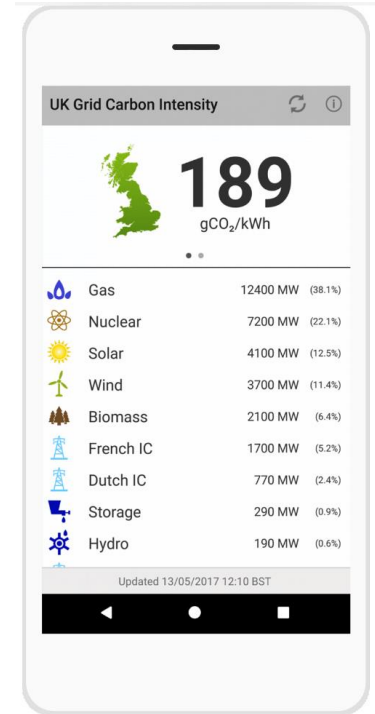 UK Grid Carbon Intensity
189
gCO₂/kWh
Gas 12400 MW (38.1%)
Nuclear 7200 MW (22.1%)
Solar 4100 MW (12.5%)
Wind 3700 MW (11.4%)
Biomass 2100 MW (6.4%)
French IC 1700 MW (5.2%)
Dutch IC 770 MW (2.4%)
Storage 290 MW (0.9%)
Hydro 190 MW (0.6%)
Updated 13/05/2017 12:10 BST